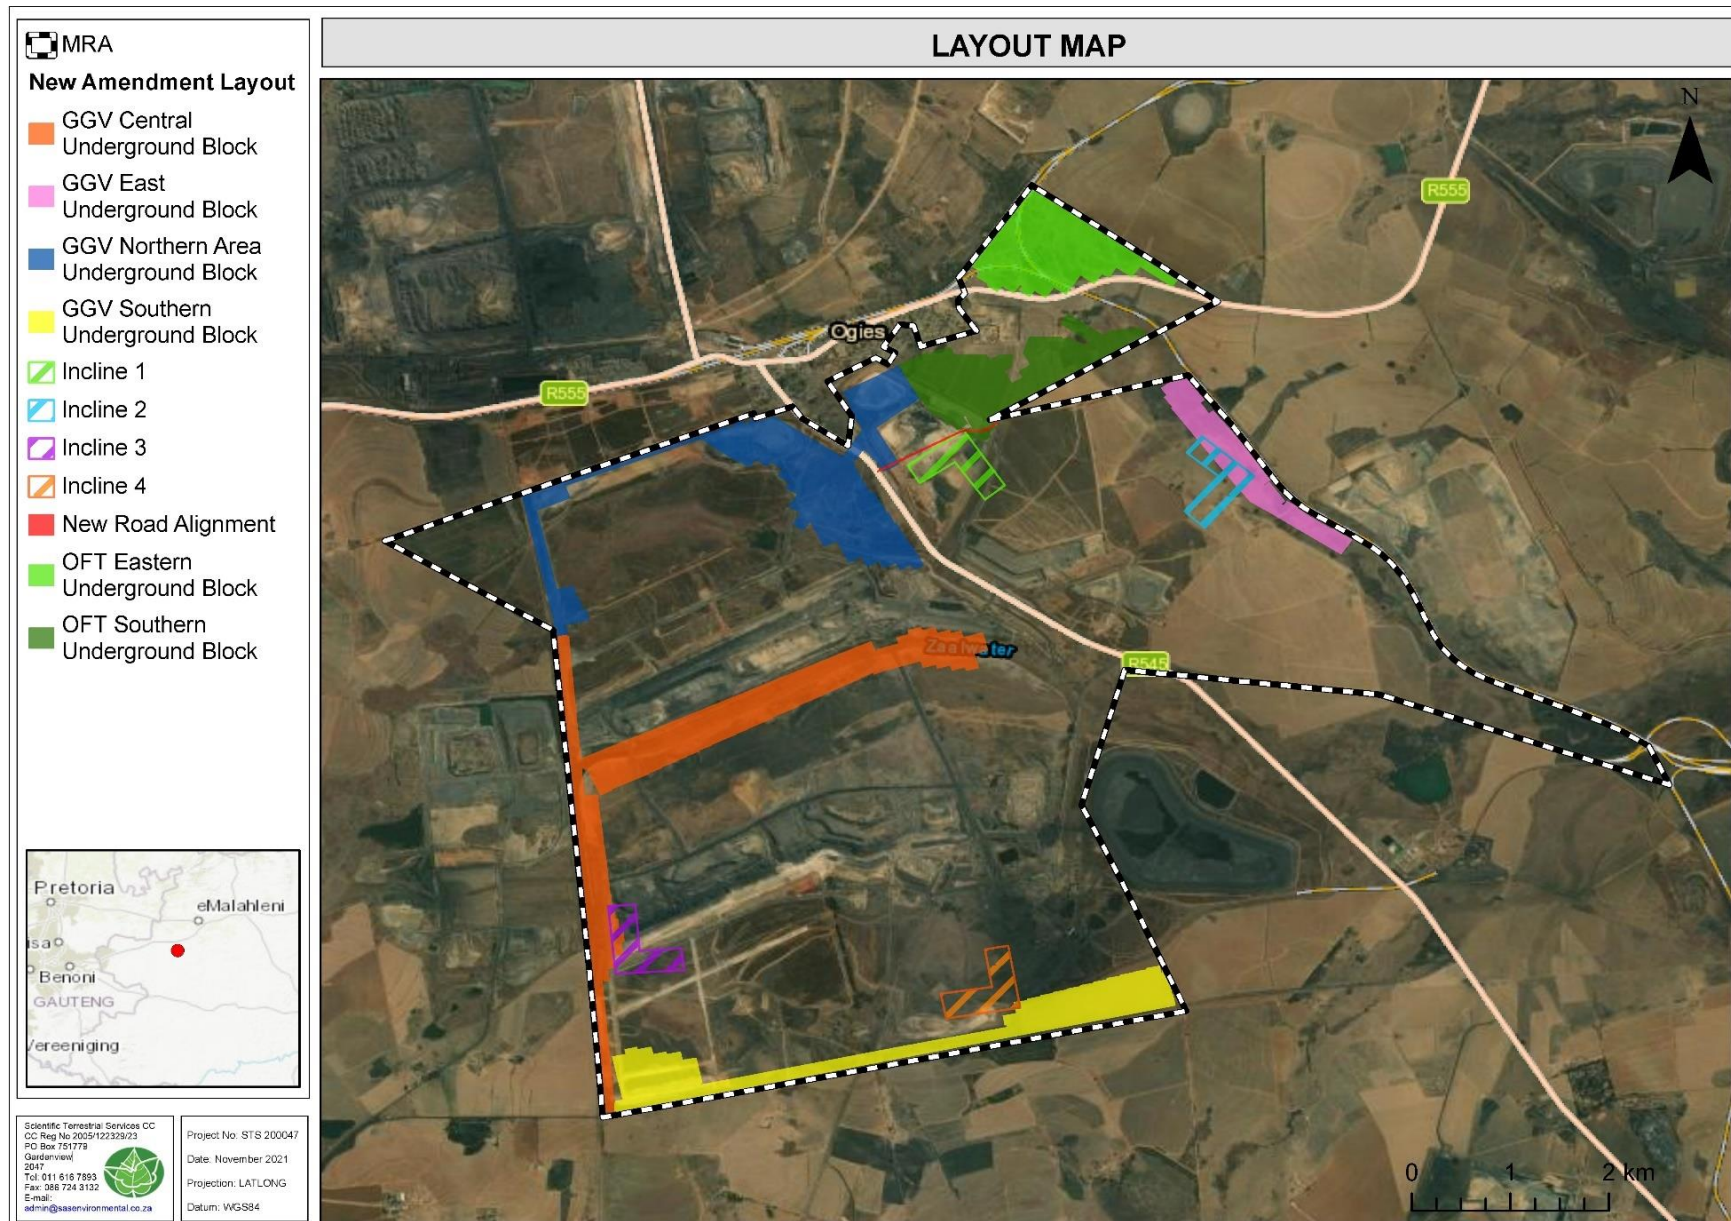 LAYOUT MAP
MRA
New Amendment Layout
GGV Central
Underground Block
GGV East
Underground Block
GGV Northern Area
Underground Block
GGV Southern
Underground Block
Incline 1
Incline 2
Incline 3
Incline 4
New Road Alignment
OFT Eastern
Underground Block
OFT Southern
Underground Block
N
R555
Ogies
R555
Zaalwater
R545
Pretoria
eMalahleni
isa
Benoni
GAUTENG
Vereeniging
Scientific Terrestrial Services CC
CC Reg No 2005/122329/23
PO Box 751779
Gardenview
2047
Tel: 011 616 7893
Fax: 086 724 3132
E-mail:
admin@sasenvironmental.co.za
Project No: STS 200047
Date: November 2021
Projection: LATLONG
Datum: WGS84
0 1 2 km